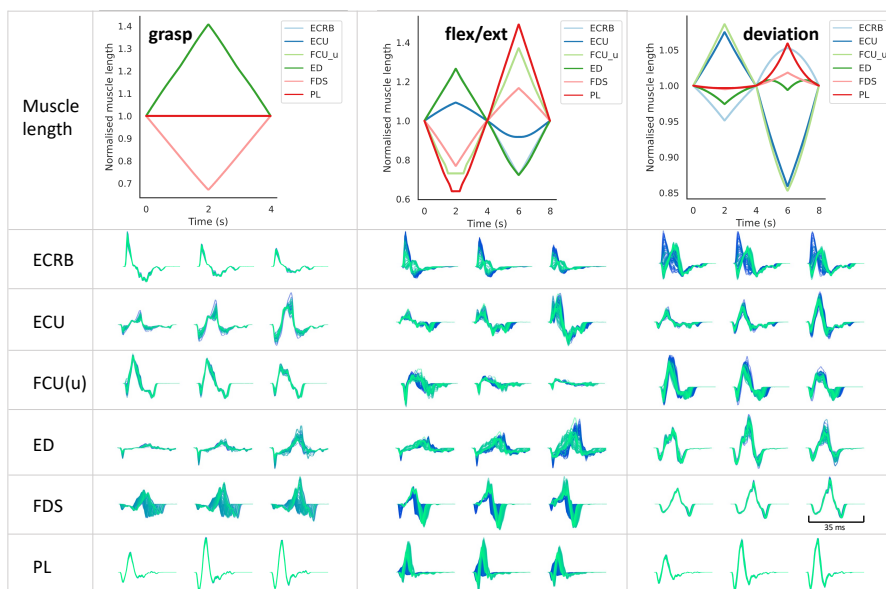 grasp
flex/ext
deviation
Muscle
length
Normalised muscle length
1.4
1.3
1.2
1.1
1.0
0.9
0.8
0.7
0
2
4
Time (s)
ECRB
ECU
FCU_u
ED
FDS
PL
Normalised muscle length
1.4
1.2
1.0
0.8
0.6
0
2
4
6
8
Time (s)
ECRB
ECU
FCU_u
ED
FDS
PL
Normalised muscle length
1.05
1.00
0.95
0.90
0.85
0
2
4
6
8
Time (s)
ECRB
ECU
FCU_u
ED
FDS
PL
ECRB
ECU
FCU(u)
ED
FDS
35 ms
PL